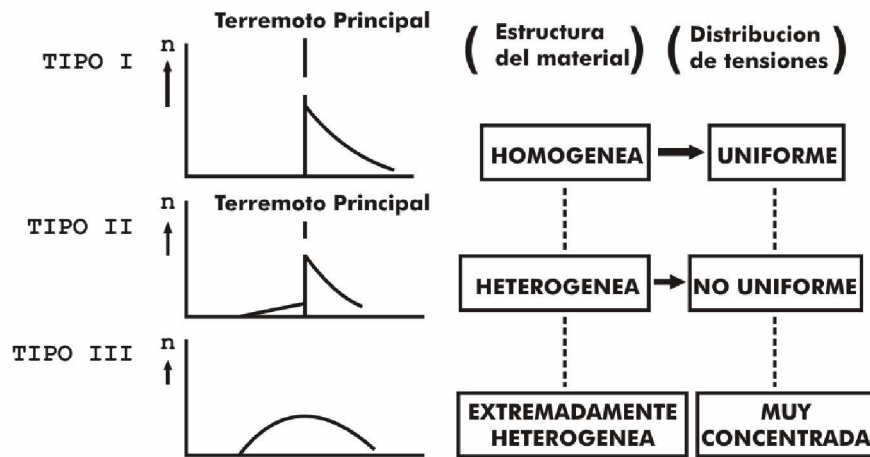 Terremoto Principal
n
TIPO I
( Estructura
del material )
( Distribucion
de tensiones )
HOMOGENEA
UNIFORME
Terremoto Principal
n
TIPO II
HETEROGENEA
NO UNIFORME
n
TIPO III
EXTREMADAMENTE
HETEROGENEA
MUY
CONCENTRADA